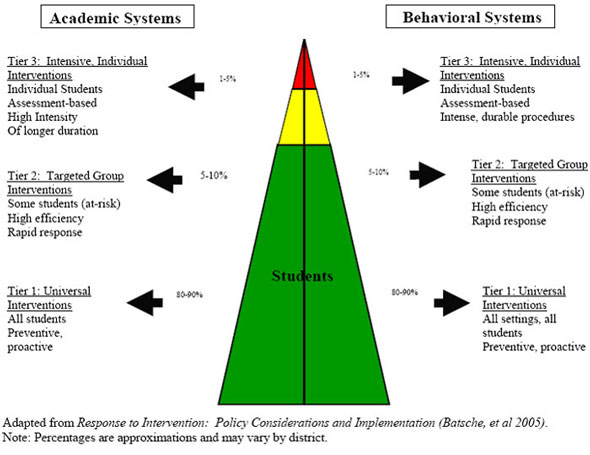 Academic Systems
Behavioral Systems
Tier 3:  Intensive, Individual
Interventions
Individual Students
Assessment-based
High Intensity
Of longer duration
1-5%
1-5%
Tier 3:  Intensive, Individual
Interventions
Individual Students
Assessment-based
Intense, durable procedures
Tier 2:  Targeted Group
Interventions
Some students (at-risk)
High efficiency
Rapid response
5-10%
5-10%
Tier 2:  Targeted Group
Interventions
Some students (at-risk)
High efficiency
Rapid response
Students
Tier 1: Universal
Interventions
All students
Preventive,
proactive
80-90%
80-90%
Tier 1: Universal
Interventions
All settings, all
students
Preventive, proactive
Adapted from Response to Intervention:  Policy Considerations and Implementation (Batsche, et al 2005).
Note: Percentages are approximations and may vary by district.